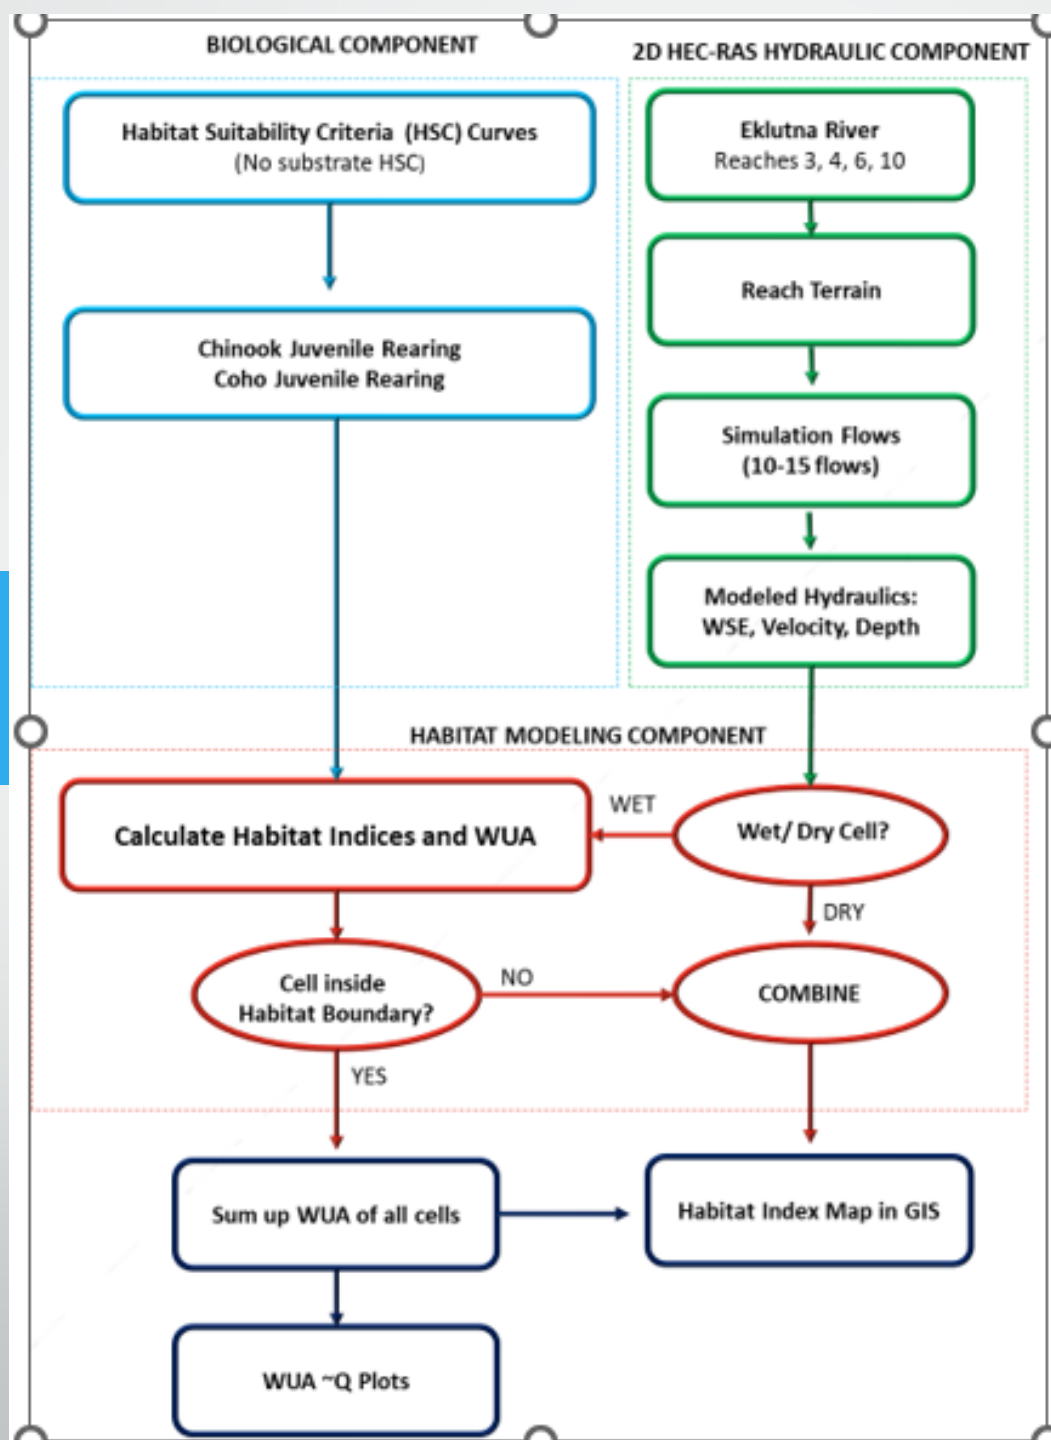 BIOLOGICAL COMPONENT
2D HEC-RAS HYDRAULIC COMPONENT
Habitat Suitability Criteria (HSC) Curves
(No substrate HSC)
Chinook Juvenile Rearing
Coho Juvenile Rearing
Eklutna River
Reaches 3, 4, 6, 10
Reach Terrain
Simulation Flows
(10-15 flows)
Modeled Hydraulics:
WSE, Velocity, Depth
HABITAT MODELING COMPONENT
Calculate Habitat Indices and WUA
WET
Wet/ Dry Cell?
DRY
Cell inside
Habitat Boundary?
NO
COMBINE
YES
Sum up WUA of all cells
Habitat Index Map in GIS
WUA ~Q Plots